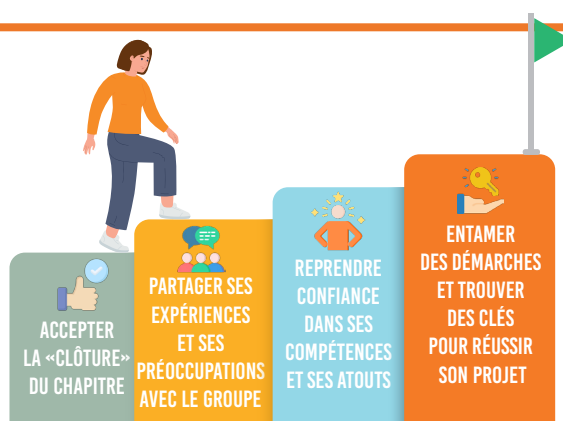 ACCEPTER
LA «CLÔTURE»
DU CHAPITRE
PARTAGER SES
EXPÉRIENCES
ET SES
PRÉOCCUPATIONS
AVEC LE GROUPE
REPRENDRE
CONFIANCE
DANS SES
COMPÉTENCES
ET SES ATOUTS
ENTAMER
DES DÉMARCHES
ET TROUVER
DES CLÉS
POUR RÉUSSIR
SON PROJET